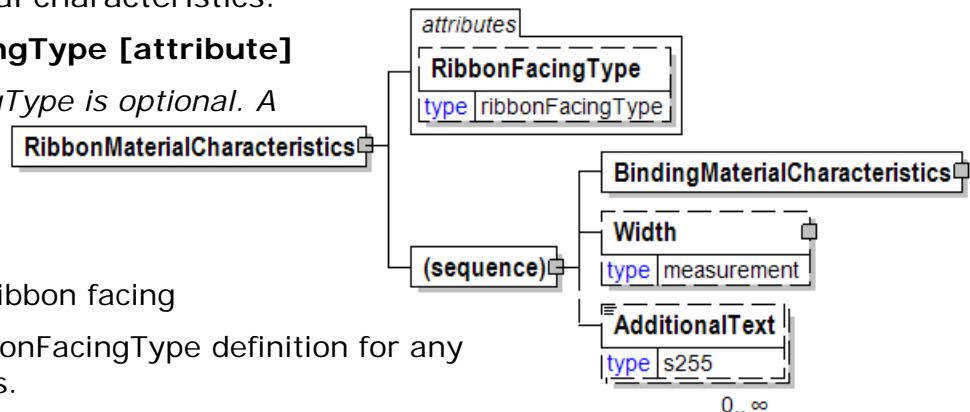 al characteristics.
ngType [attribute]
gType is optional. A
ibbon facing
onFacingType definition for any
s.
attributes
RibbonFacingType
type ribbonFacingType
RibbonMaterialCharacteristics
(sequence)
BindingMaterialCharacteristics
Width
type measurement
AdditionalText
type s255
0..∞